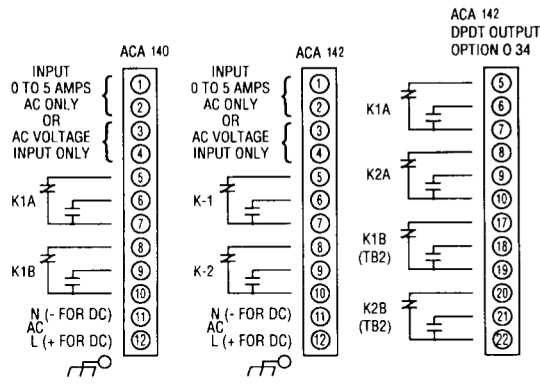 ACA 140
INPUT
0 TO 5 AMPS
AC ONLY
OR
AC VOLTAGE
INPUT ONLY
K1A
K1B
N (- FOR DC)
AC
L (+ FOR DC)
1
2
3
4
5
6
7
8
9
10
11
12
ACA 142
INPUT
0 TO 5 AMPS
AC ONLY
OR
AC VOLTAGE
INPUT ONLY
K-1
K-2
N (- FOR DC)
AC
L (+ FOR DC)
1
2
3
4
5
6
7
8
9
10
11
12
ACA 142
DPDT OUTPUT
OPTION O 34
K1A
K2A
K1B
(TB2)
K2B
(TB2)
5
6
7
8
9
10
17
18
19
20
21
22